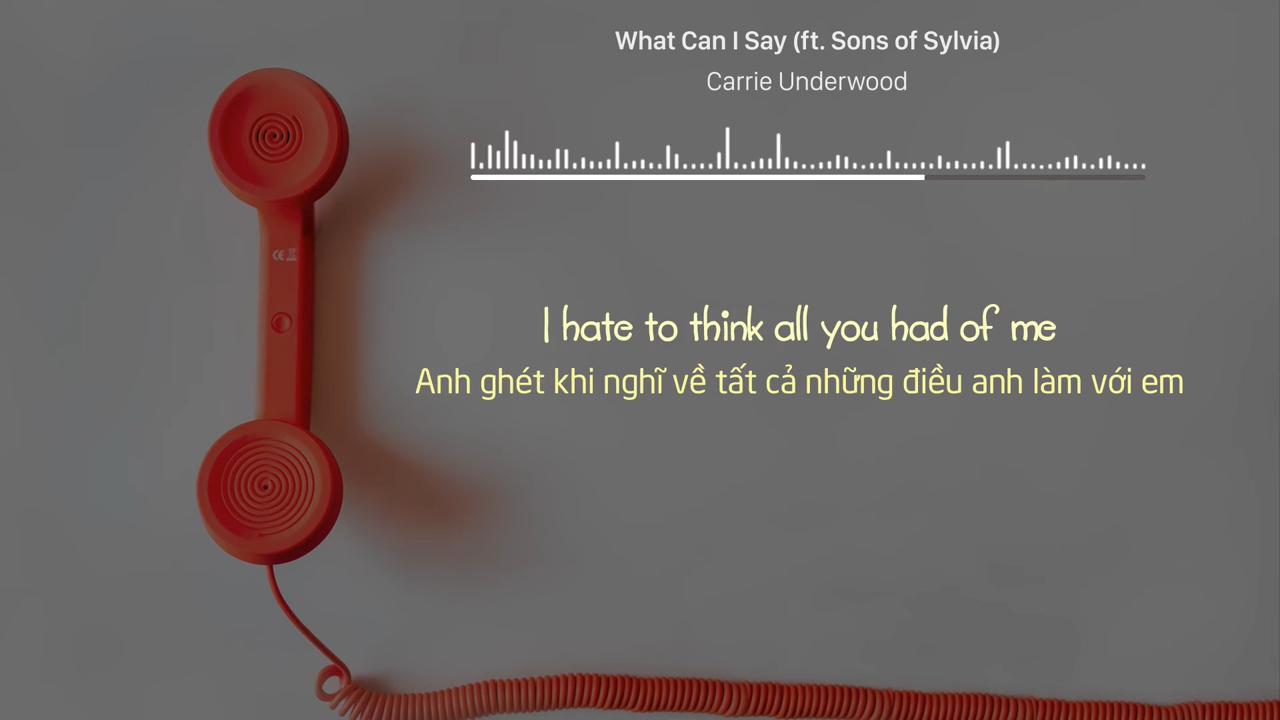 What Can I Say (ft. Sons of Sylvia)
Carrie Underwood
CE
I hate to think all you had of me
Anh ghét khi nghĩ về tất cả những điều anh làm với em